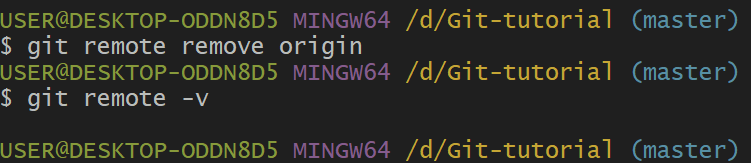 USER@DESKTOP-ODDN8D5 MINGW64 /d/Git-tutorial (master)
$ git remote remove origin
USER@DESKTOP-ODDN8D5 MINGW64 /d/Git-tutorial (master)
$ git remote -v
USER@DESKTOP-ODDN8D5 MINGW64 /d/Git-tutorial (master)